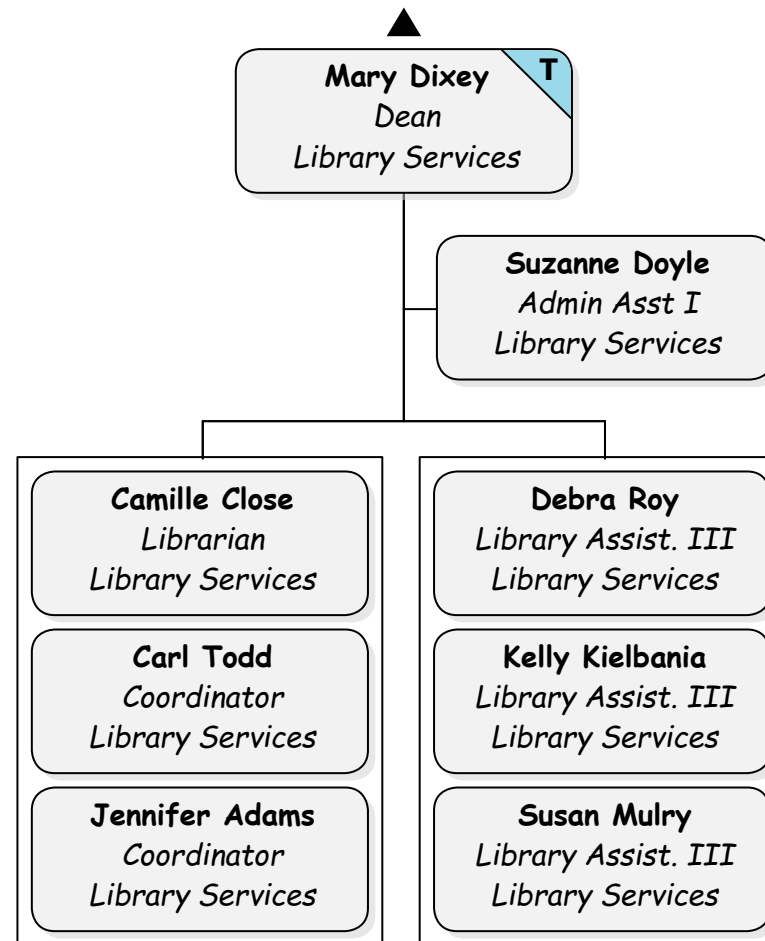 T
Mary Dixey
Dean
Library Services
Suzanne Doyle
Admin Asst I
Library Services
Camille Close
Librarian
Library Services
Carl Todd
Coordinator
Library Services
Jennifer Adams
Coordinator
Library Services
Debra Roy
Library Assist. III
Library Services
Kelly Kielbania
Library Assist. III
Library Services
Susan Mulry
Library Assist. III
Library Services